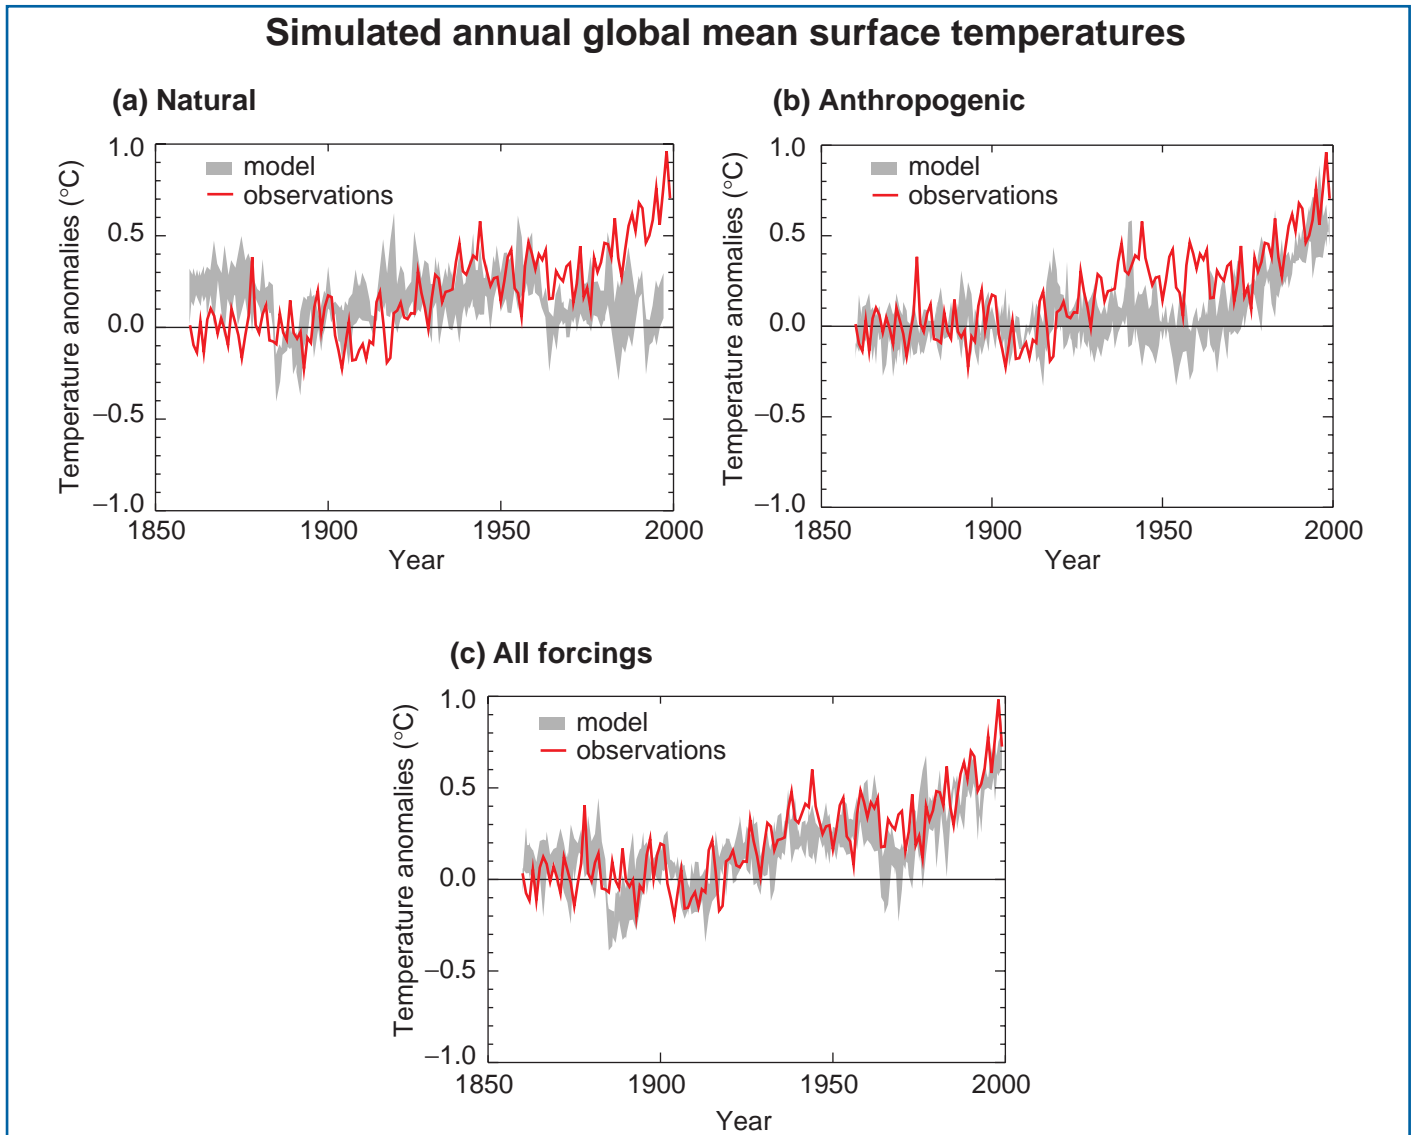 Simulated annual global mean surface temperatures
(a) Natural
Temperature anomalies (°C)
1.0
0.5
0.0
–0.5
–1.0
model
observations
1850 1900 1950 2000
Year
(b) Anthropogenic
Temperature anomalies (°C)
1.0
0.5
0.0
–0.5
–1.0
model
observations
1850 1900 1950 2000
Year
(c) All forcings
Temperature anomalies (°C)
1.0
0.5
0.0
–0.5
–1.0
model
observations
1850 1900 1950 2000
Year